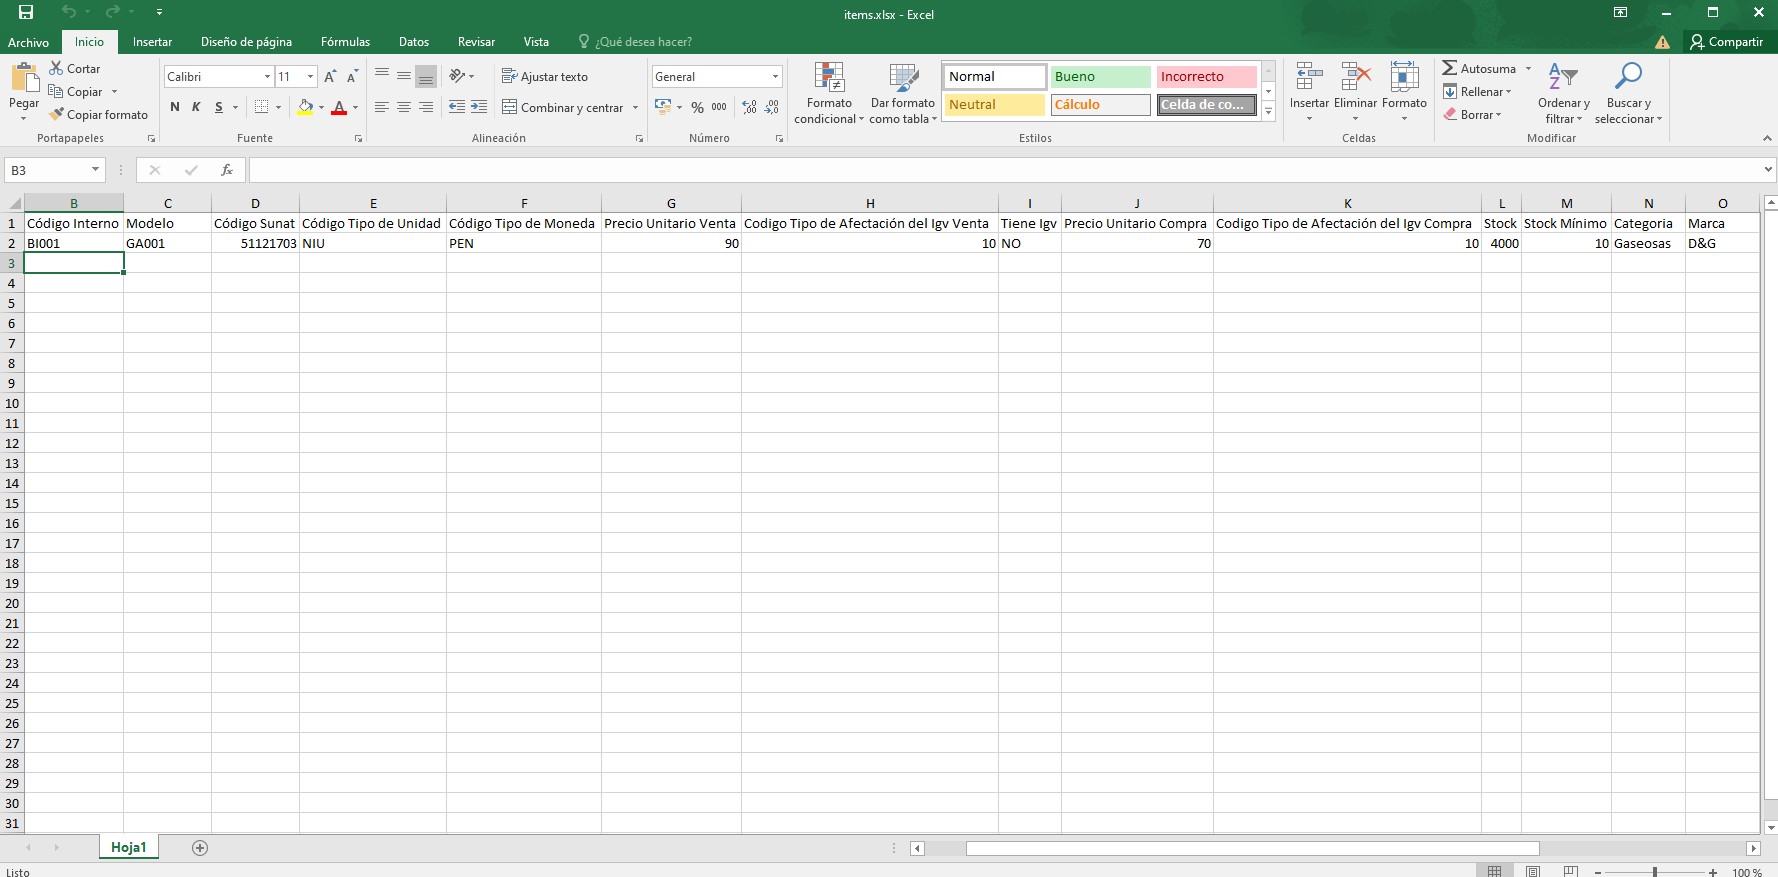 items.xlsx - Excel
Archivo Inicio Insertar Diseño de página Fórmulas Datos Revisar Vista ¿Qué desea hacer? Compartir
Pegar
Cortar
Copiar
Copiar formato
Portapapeles
Calibri 11
N K S
Fuente
Ajustar texto
Combinar y centrar
Alineación
General
% 000
Número
Formato condicional
Dar formato como tabla
Normal Bueno Incorrecto
Neutral Cálculo Celda de co...
Estilos
Insertar Eliminar Formato
Celdas
Autosuma
Rellenar
Borrar
Ordenar y filtrar
Buscar y seleccionar
Modificar
B3 fx
B C D E F G H I J K L M N O
1 Código Interno Modelo Código Sunat Código Tipo de Unidad Código Tipo de Moneda Precio Unitario Venta Codigo Tipo de Afectación del Igv Venta Tiene Igv Precio Unitario Compra Codigo Tipo de Afectación del Igv Compra Stock Stock Mínimo Categoria Marca
2 BI001 GA001 51121703 NIU PEN 90 10 NO 70 10 4000 10 Gaseosas D&G
3
4
5
6
7
8
9
10
11
12
13
14
15
16
17
18
19
20
21
22
23
24
25
26
27
28
29
30
31
Hoja1
Listo 100 %